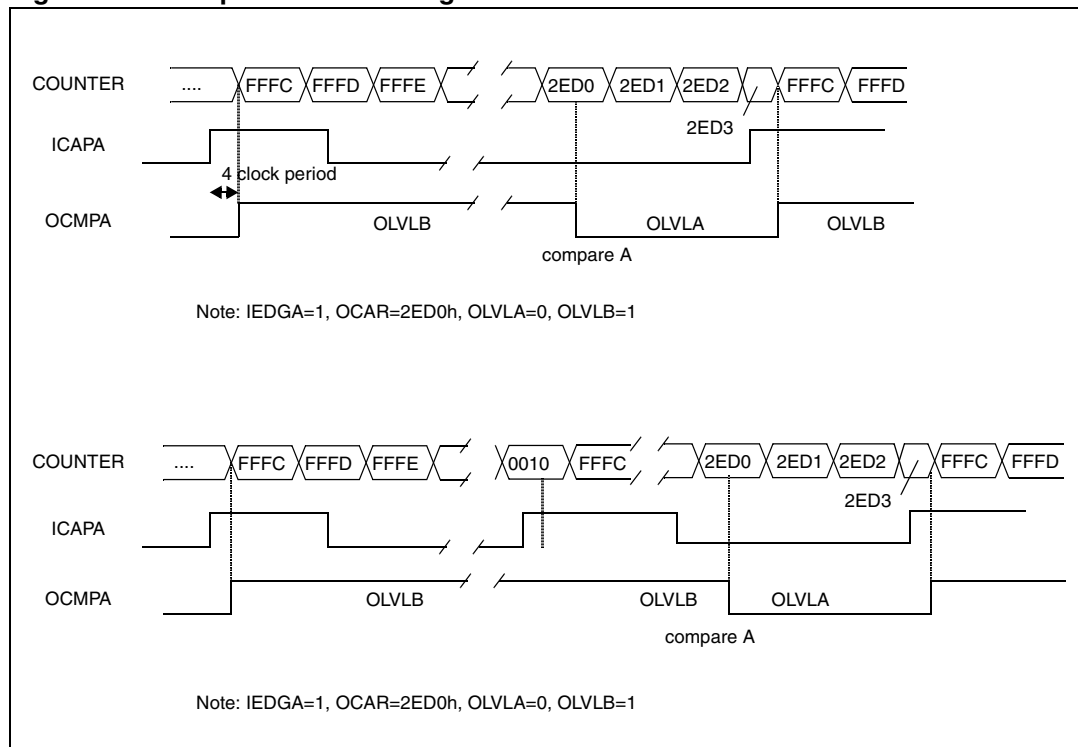 COUNTER .... FFFC FFFD FFFE 2ED0 2ED1 2ED2 FFFC FFFD
2ED3
ICAPA
4 clock period
OCMPA OLVLB OLVLA OLVLB
compare A
Note: IEDGA=1, OCAR=2ED0h, OLVLA=0, OLVLB=1
COUNTER .... FFFC FFFD FFFE 0010 FFFC 2ED0 2ED1 2ED2 FFFC FFFD
2ED3
ICAPA
OCMPA OLVLB OLVLB OLVLA
compare A
Note: IEDGA=1, OCAR=2ED0h, OLVLA=0, OLVLB=1